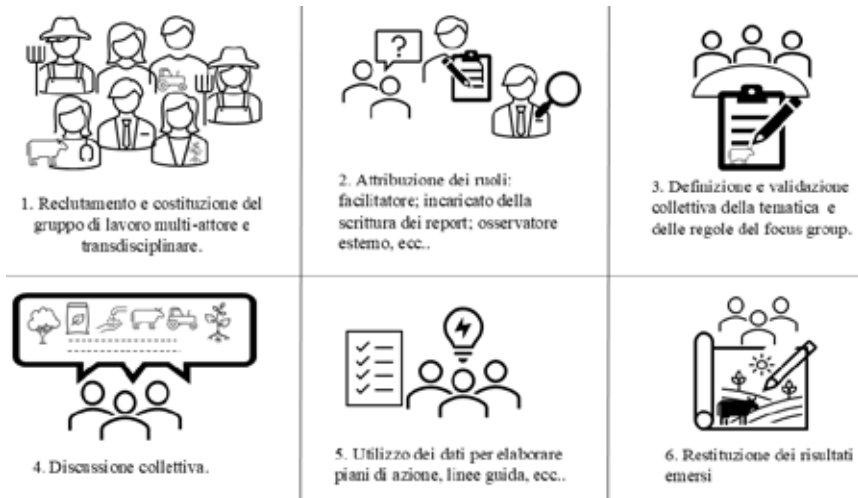 ?
1. Reclutamento e costituzione del
gruppo di lavoro multi-attore e
transdisciplinare.
2. Attribuzione dei ruoli:
facilitatore; incaricato della
scrittura dei report; osservatore
esterno, ecc..
3. Definizione e validazione
collettiva della tematica e
delle regole del focus group.
4. Discussione collettiva.
5. Utilizzo dei dati per elaborare
piani di azione, linee guida, ecc..
6. Restituzione dei risultati
emersi